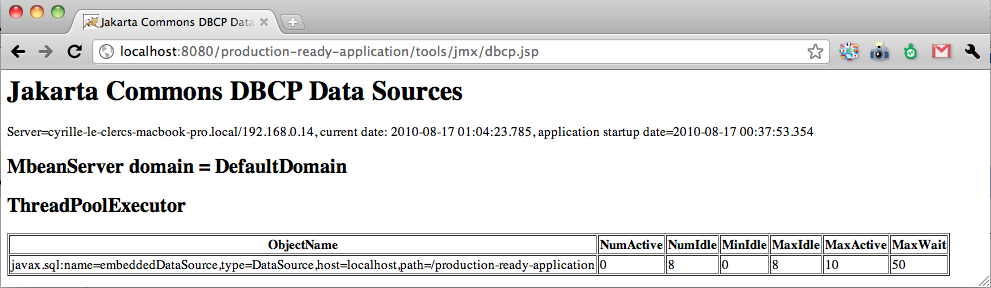 Jakarta Commons DBCP Data
localhost:8080/production-ready-application/tools/jmx/dbcp.jsp
Jakarta Commons DBCP Data Sources
Server=cyrille-le-clercs-macbook-pro.local/192.168.0.14, current date: 2010-08-17 01:04:23.785, application startup date=2010-08-17 00:37:53.354
MbeanServer domain = DefaultDomain
ThreadPoolExecutor
ObjectName NumActive NumIdle MinIdle MaxIdle MaxActive MaxWait
javax.sql:name=embeddedDataSource,type=DataSource,host=localhost,path=/production-ready-application 0 8 0 8 10 50